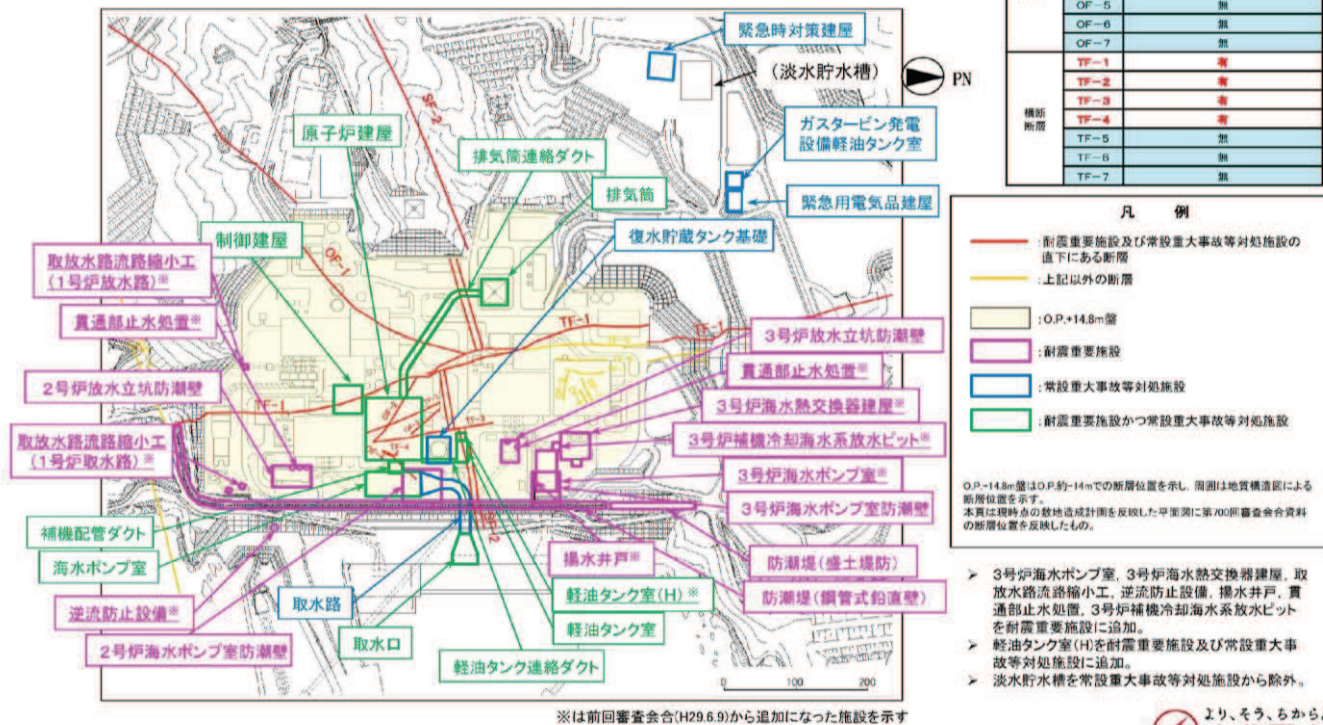 緊急時対策建屋
(淡水貯水槽)
PN
ガスタービン発電
設備軽油タンク室
緊急用電気品建屋
原子炉建屋
排気筒連絡ダクト
排気筒
復水貯蔵タンク基礎
制御建屋
取放水路流路縮小工
(1号炉放水路)※
貫通部止水処置※
2号炉放水立坑防潮壁
取放水路流路縮小工
(1号炉取水路)※
補機配管ダクト
海水ポンプ室
逆流防止設備※
2号炉海水ポンプ室防潮壁
取水路
取水口
軽油タンク連絡ダクト
軽油タンク室
軽油タンク室(H)※
揚水井戸※
3号炉放水立坑防潮壁
貫通部止水処置※
3号炉海水熱交換器建屋※
3号炉補機冷却海水系放水ピット※
3号炉海水ポンプ室※
3号炉海水ポンプ室防潮壁
防潮堤(盛土堤防)
防潮堤(鋼管式鉛直壁)
SF-2
OF-1
TF-1
TF-1
TF-1
TF-4
0 100 200
※は前回審査会合(H29.6.9)から追加になった施設を示す
OF-5 無
OF-6 無
OF-7 無
横断
断層
TF-1 有
TF-2 有
TF-3 有
TF-4 有
TF-5 無
TF-6 無
TF-7 無
凡 例
:耐震重要施設及び常設重大事故等対処施設の
直下にある断層
:上記以外の断層
:O.P.+14.8m盤
:耐震重要施設
:常設重大事故等対処施設
:耐震重要施設かつ常設重大事故等対処施設
O.P.+14.8m盤はO.P.約-14mでの断層位置を示し、周囲は地質構造図による
断層位置を示す。
本頁は現時点の敷地造成計画を反映した平面図に第700回審査会合資料
の断層位置を反映したもの。
➢ 3号炉海水ポンプ室、3号炉海水熱交換器建屋、取
放水路流路縮小工、逆流防止設備、揚水井戸、貫
通部止水処置、3号炉補機冷却海水系放水ピット
を耐震重要施設に追加。
➢ 軽油タンク室(H)を耐震重要施設及び常設重大事
故等対処施設に追加。
➢ 淡水貯水槽を常設重大事故等対処施設から除外。
より、そう、ちから。